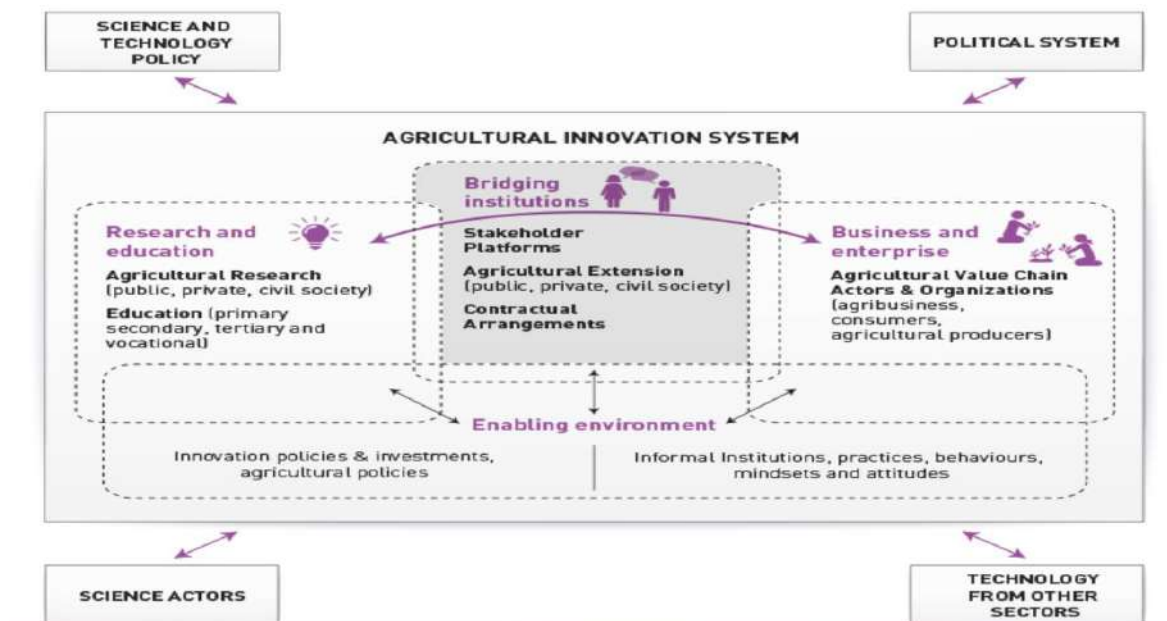 SCIENCE AND
TECHNOLOGY
POLICY
POLITICAL SYSTEM
AGRICULTURAL INNOVATION SYSTEM
Bridging
institutions
Stakeholder
Platforms
Agricultural Extension
(public, private, civil society)
Contractual
Arrangements
Research and
education
Agricultural Research
(public, private, civil society)
Education (primary
secondary, tertiary and
vocational)
Business and
enterprise
Agricultural Value Chain
Actors & Organizations
(agribusiness,
consumers,
agricultural producers)
Enabling environment
Innovation policies & investments,
agricultural policies
Informal Institutions, practices, behaviours,
mindsets and attitudes
SCIENCE ACTORS
TECHNOLOGY
FROM OTHER
SECTORS